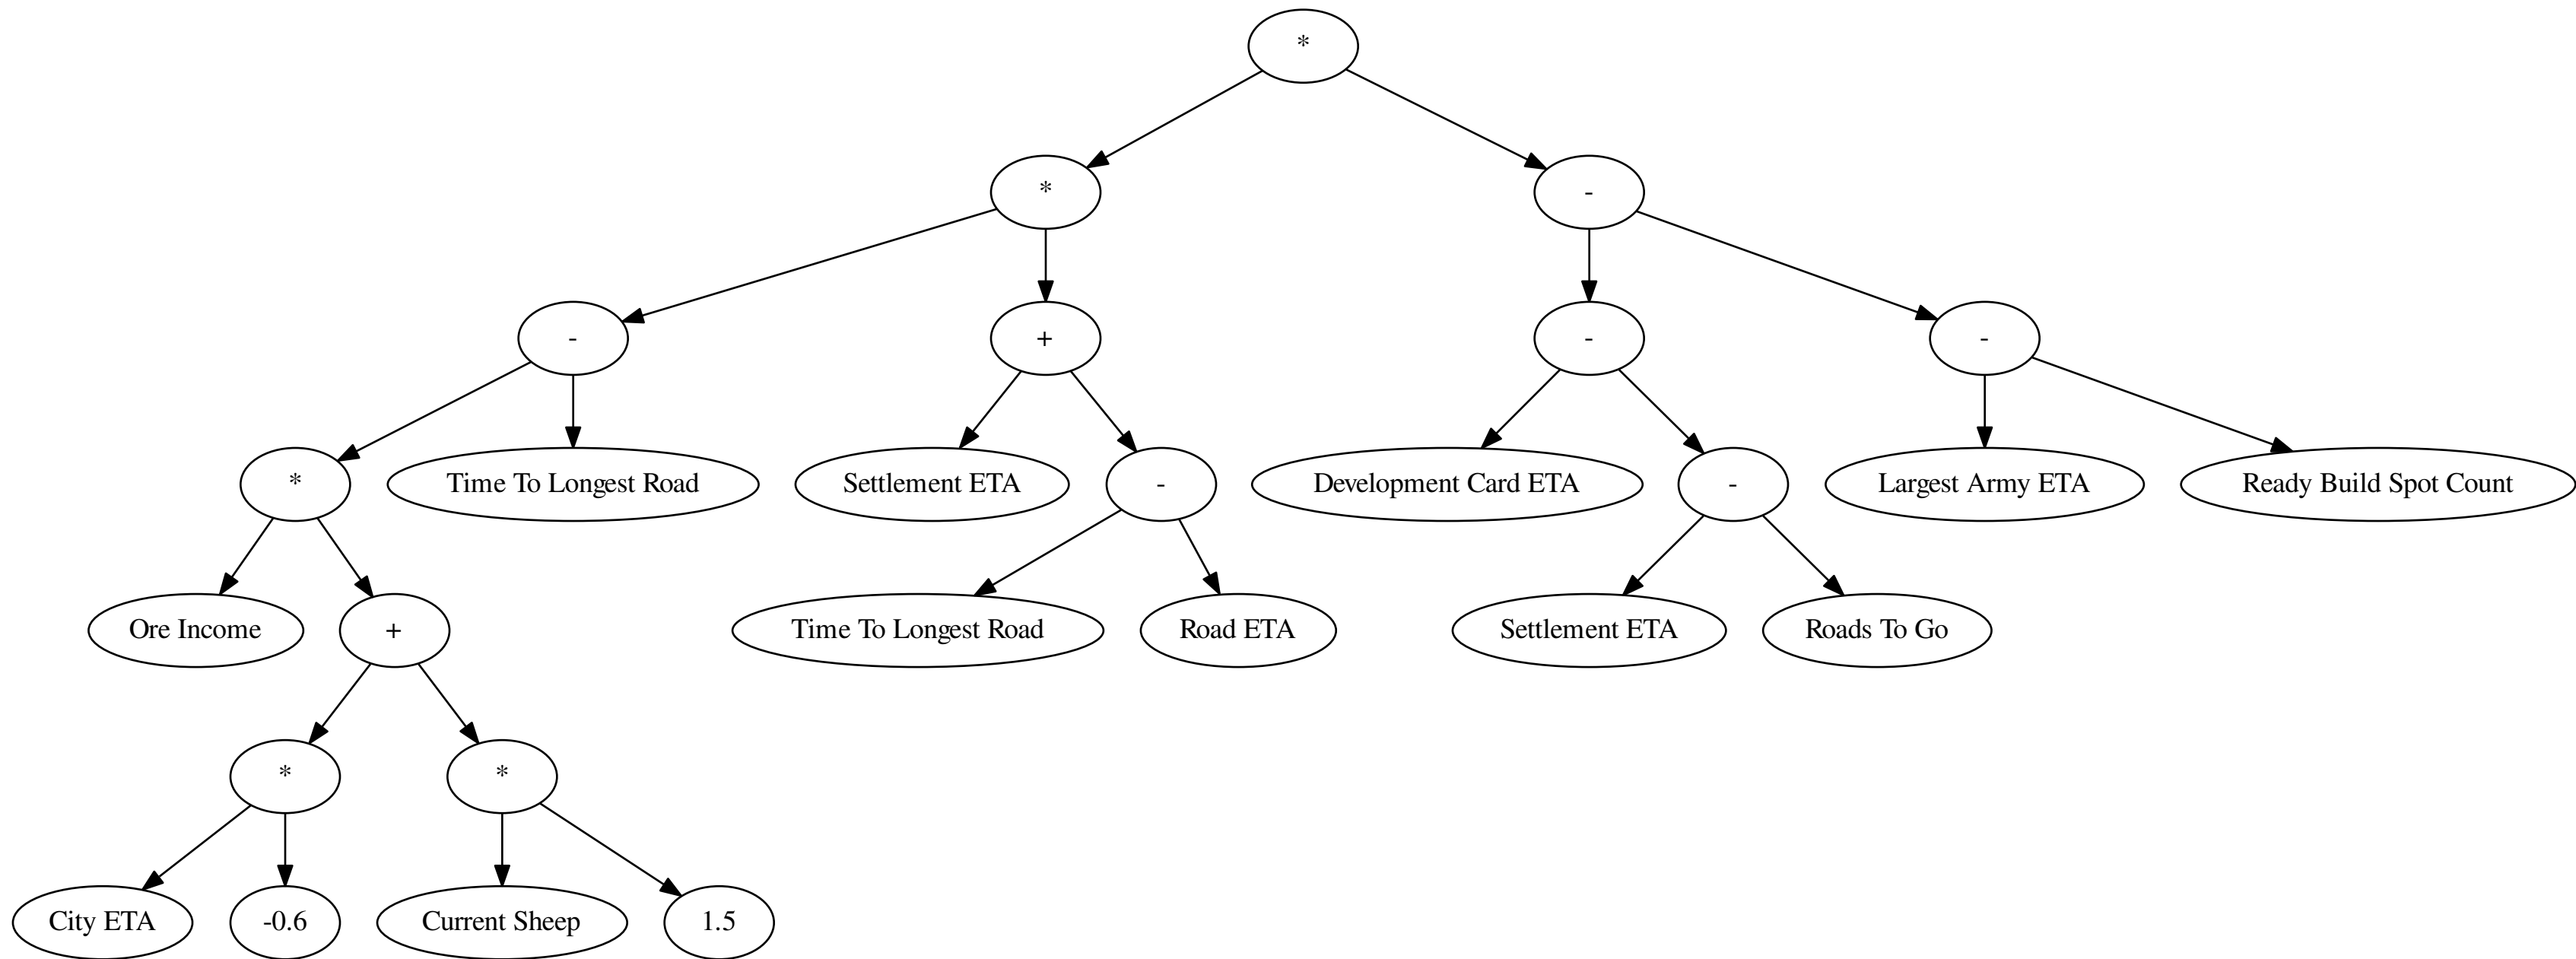 *
*
-
-
+
-
-
*
Time To Longest Road
Settlement ETA
-
Development Card ETA
-
Largest Army ETA
Ready Build Spot Count
Ore Income
+
Time To Longest Road
Road ETA
Settlement ETA
Roads To Go
*
*
City ETA
-0.6
Current Sheep
1.5